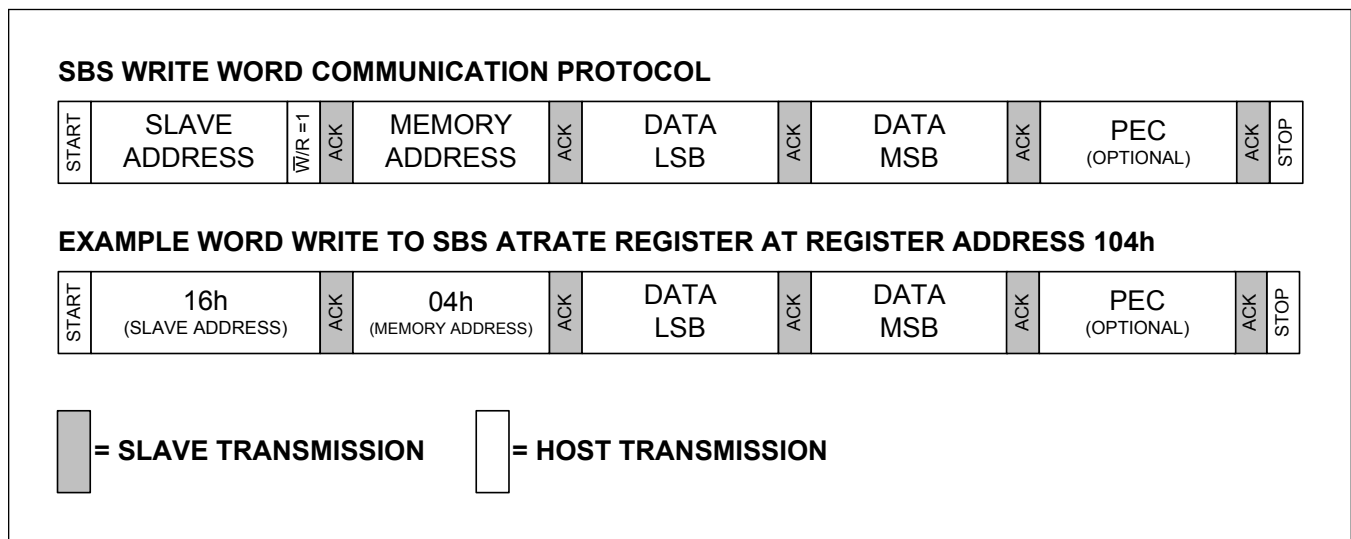 SBS WRITE WORD COMMUNICATION PROTOCOL
START
SLAVE
ADDRESS
W̅/R =1
ACK
MEMORY
ADDRESS
ACK
DATA
LSB
ACK
DATA
MSB
ACK
PEC
(OPTIONAL)
ACK
STOP
EXAMPLE WORD WRITE TO SBS ATRATE REGISTER AT REGISTER ADDRESS 104h
START
16h
(SLAVE ADDRESS)
ACK
04h
(MEMORY ADDRESS)
ACK
DATA
LSB
ACK
DATA
MSB
ACK
PEC
(OPTIONAL)
ACK
STOP
= SLAVE TRANSMISSION
= HOST TRANSMISSION